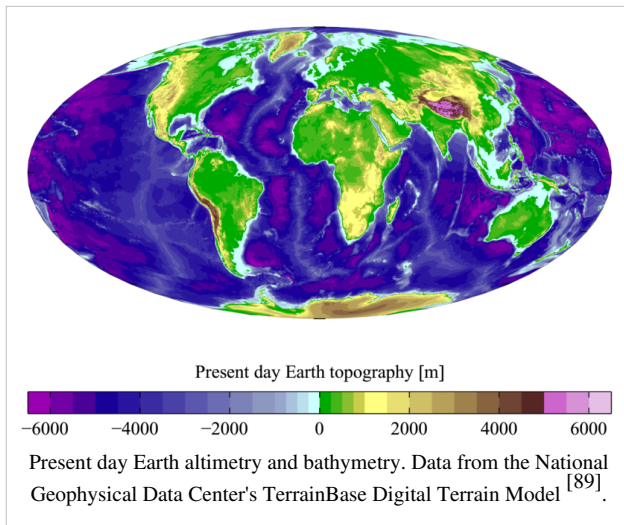 Present day Earth topography [m]
−6000 −4000 −2000 0 2000 4000 6000
Present day Earth altimetry and bathymetry. Data from the National
Geophysical Data Center's TerrainBase Digital Terrain Model [89].